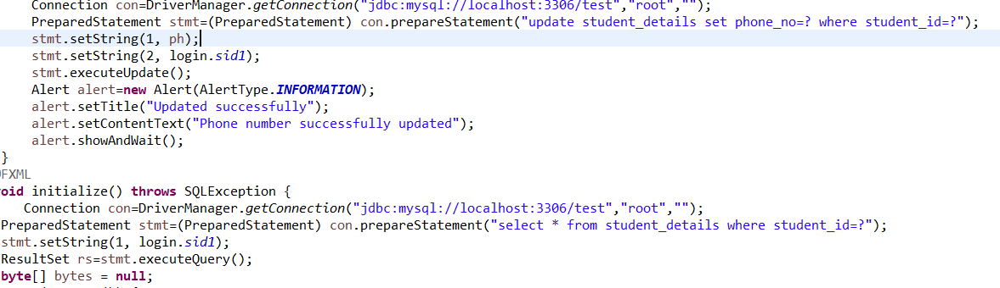 Connection con=DriverManager.getConnection("jdbc:mysql://localhost:3306/test","root","");
PreparedStatement stmt=(PreparedStatement) con.prepareStatement("update student_details set phone_no=? where student_id=?");
stmt.setString(1, ph);
stmt.setString(2, login.sid1);
stmt.executeUpdate();
Alert alert=new Alert(AlertType.INFORMATION);
alert.setTitle("Updated successfully");
alert.setContentText("Phone number successfully updated");
alert.showAndWait();
}
FXML
oid initialize() throws SQLException {
Connection con=DriverManager.getConnection("jdbc:mysql://localhost:3306/test","root","");
PreparedStatement stmt=(PreparedStatement) con.prepareStatement("select * from student_details where student_id=?");
stmt.setString(1, login.sid1);
ResultSet rs=stmt.executeQuery();
byte[] bytes = null;